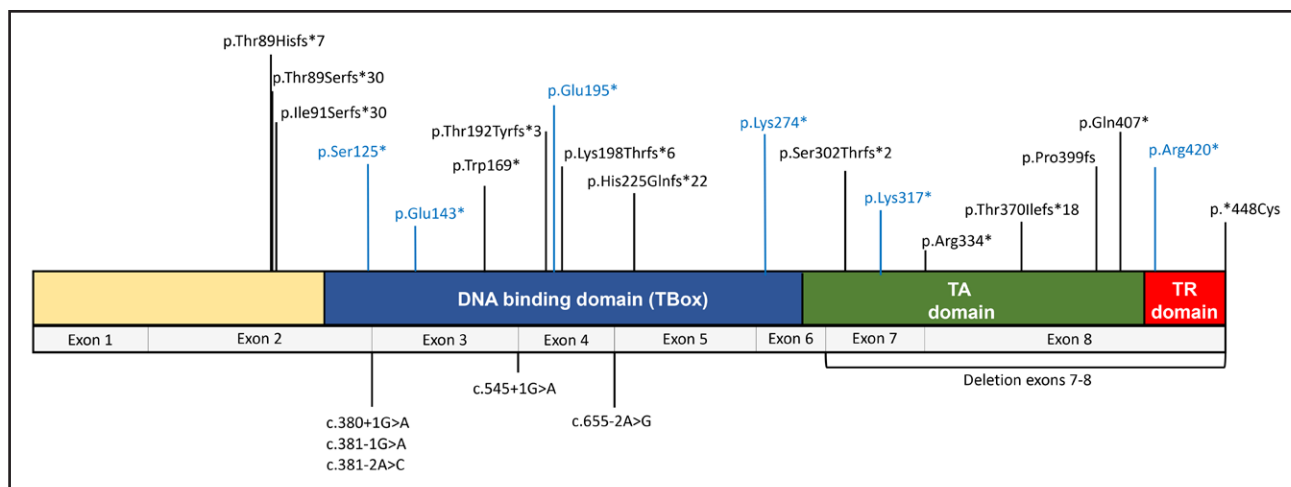 p.Thr89Hisfs*7
p.Thr89Serfs*30
p.Ile91Serfs*30
p.Ser125*
p.Glu143*
p.Trp169*
p.Thr192Tyrfs*3
p.Glu195*
p.Lys198Thrfs*6
p.His225Glnfs*22
p.Lys274*
p.Ser302Thrfs*2
p.Lys317*
p.Arg334*
p.Thr370Ilefs*18
p.Pro399fs
p.Gln407*
p.Arg420*
p.*448Cys
DNA binding domain (TBox)
TA
domain
TR
domain
Exon 1
Exon 2
Exon 3
Exon 4
Exon 5
Exon 6
Exon 7
Exon 8
c.380+1G>A
c.381-1G>A
c.381-2A>C
c.545+1G>A
c.655-2A>G
Deletion exons 7-8